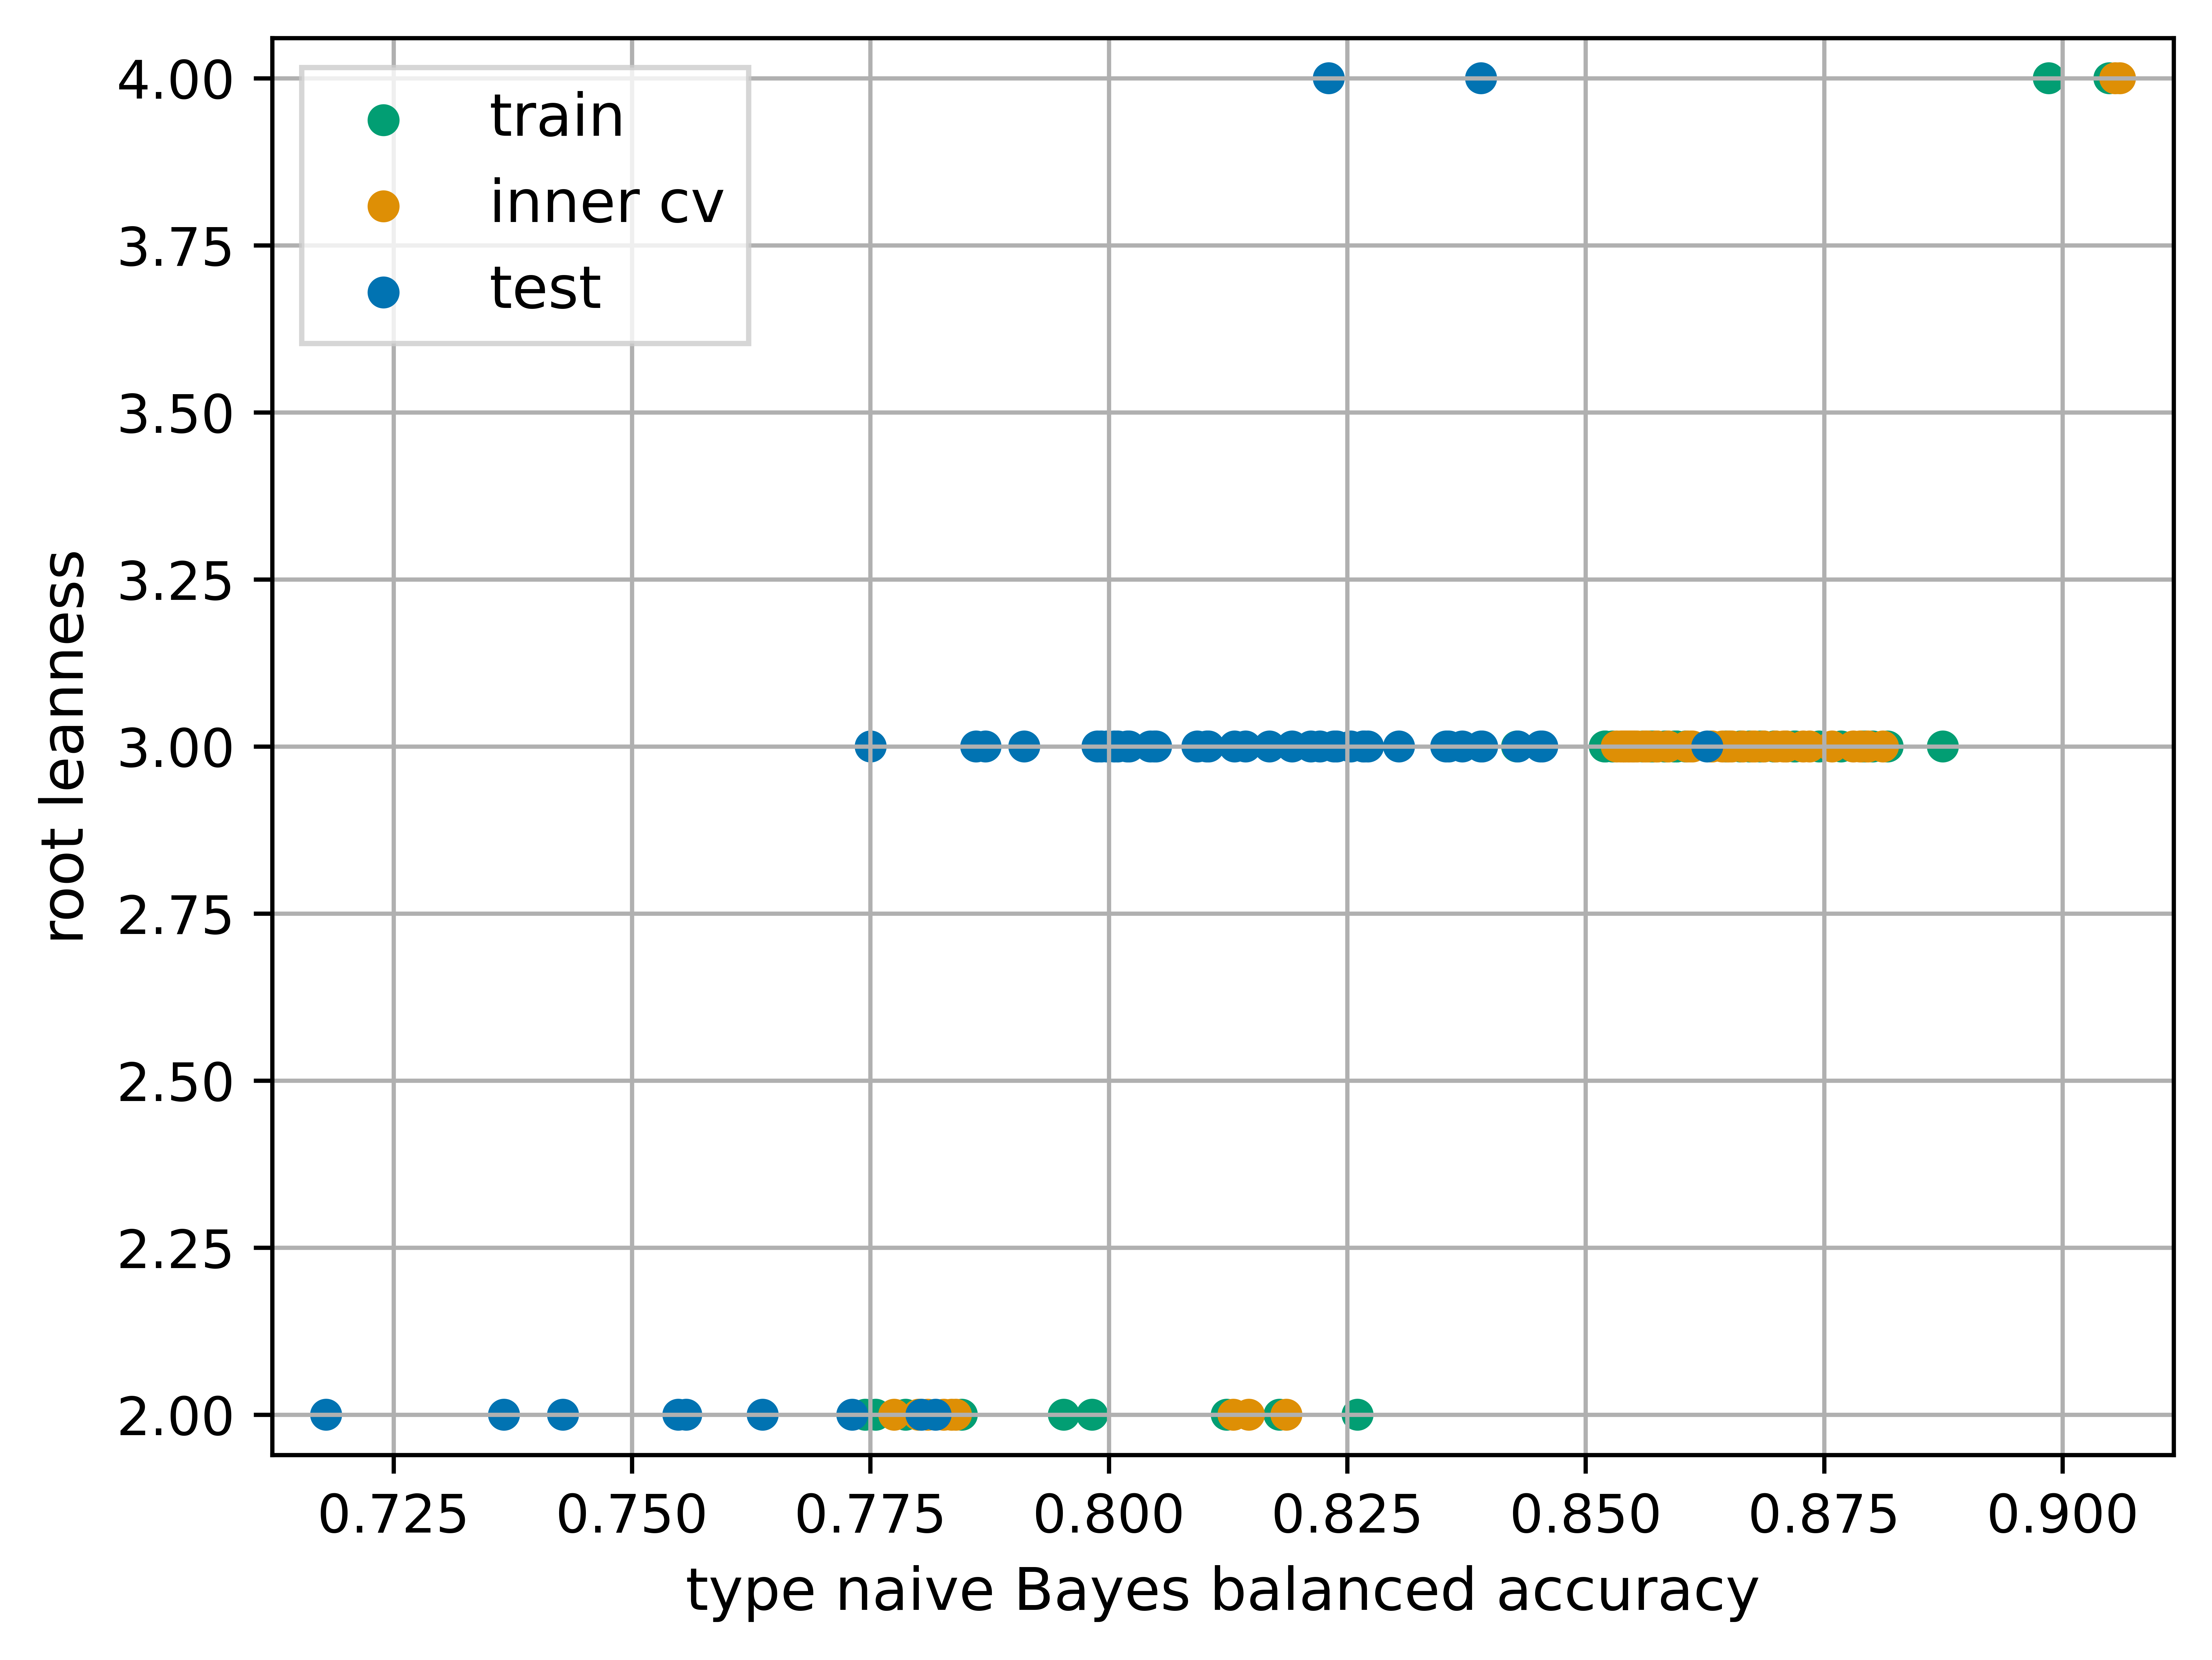 train
inner cv
test
4.00
3.75
3.50
3.25
3.00
2.75
2.50
2.25
2.00
root leanness
0.725 0.750 0.775 0.800 0.825 0.850 0.875 0.900
type naive Bayes balanced accuracy